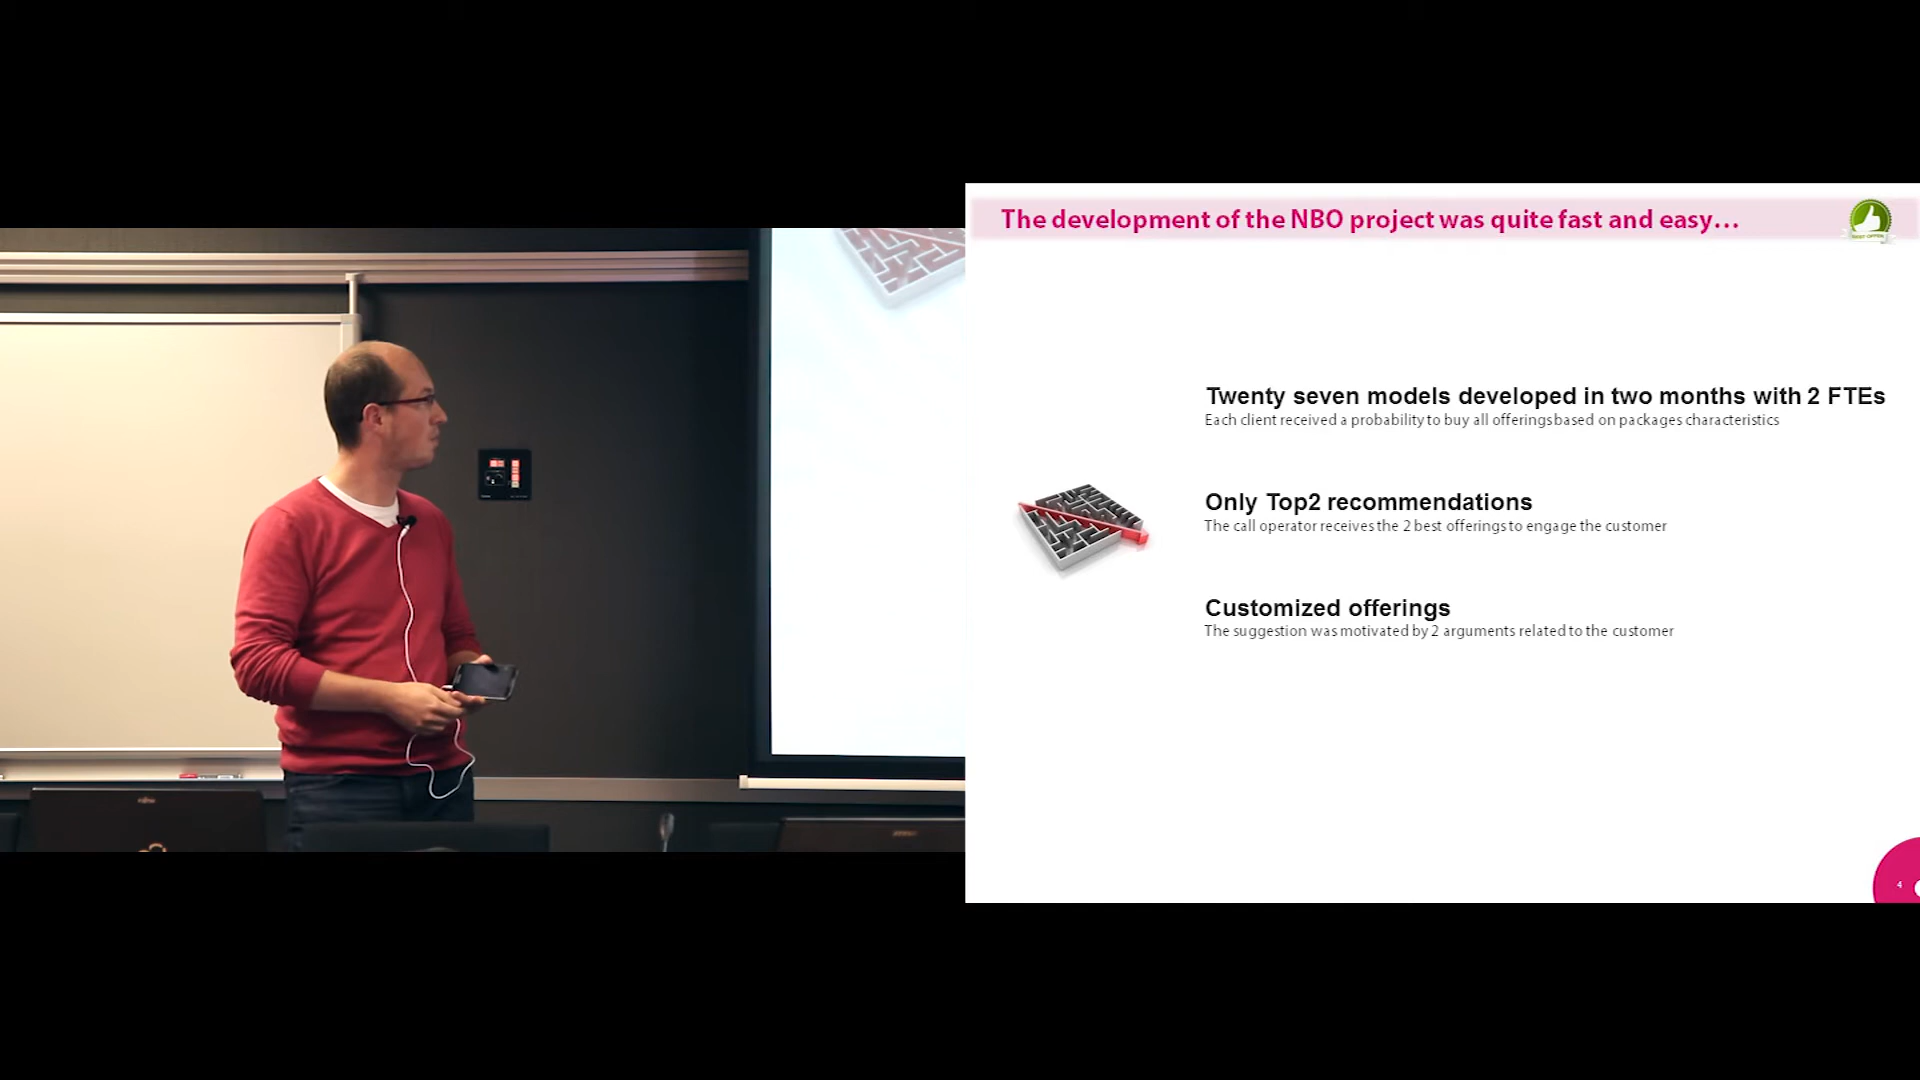 The development of the NBO project was quite fast and easy...
BEST OFFER
Twenty seven models developed in two months with 2 FTEs
Each client received a probability to buy all offerings based on packages characteristics
Only Top2 recommendations
The call operator receives the 2 best offerings to engage the customer
Customized offerings
The suggestion was motivated by 2 arguments related to the customer
4